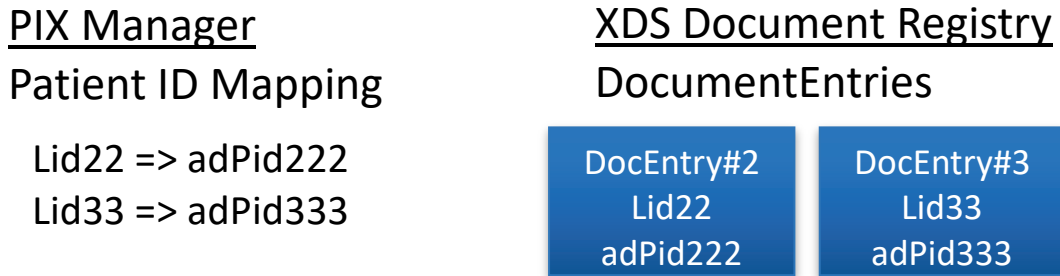 PIX Manager
Patient ID Mapping
Lid22 => adPid222
Lid33 => adPid333
XDS Document Registry
DocumentEntries
DocEntry#2
Lid22
adPid222
DocEntry#3
Lid33
adPid333